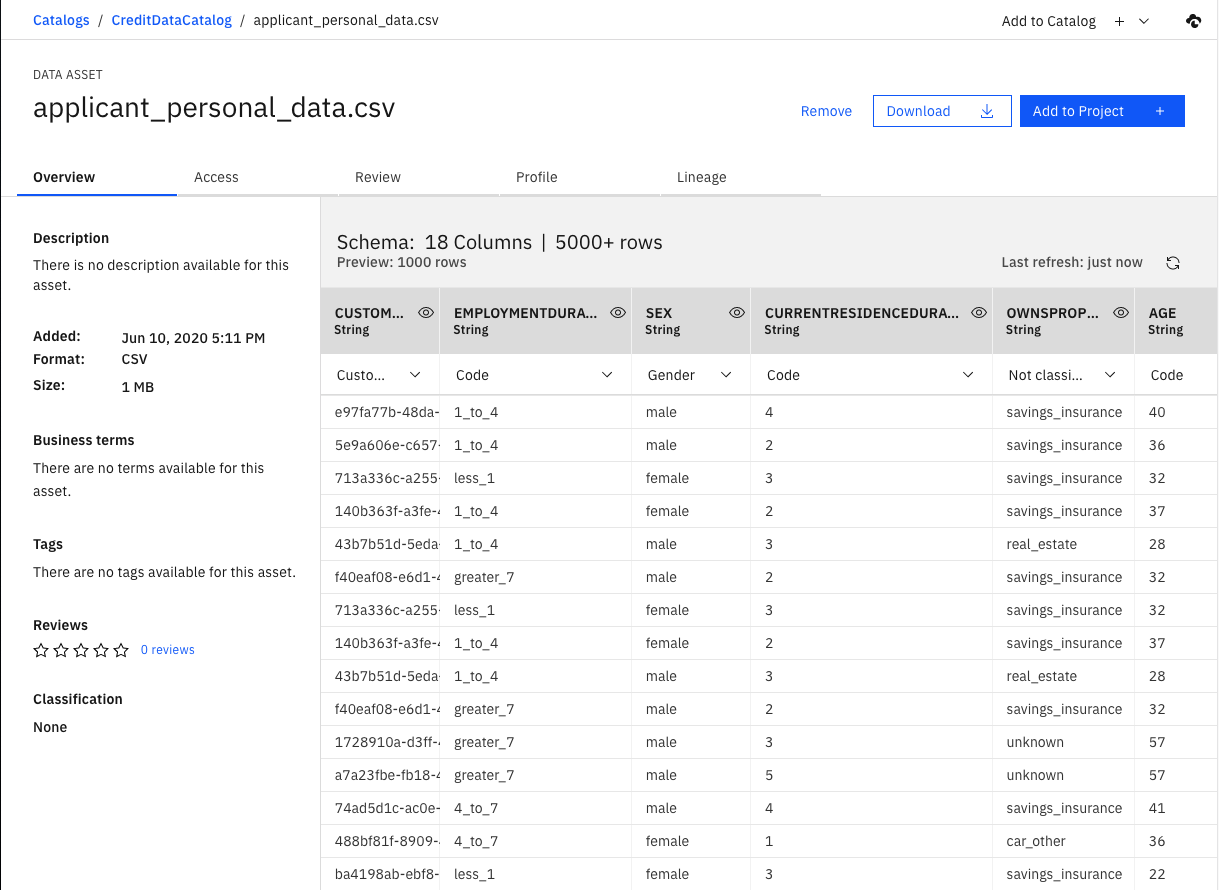 Catalogs / CreditDataCatalog / applicant_personal_data.csv
Add to Catalog +
DATA ASSET
applicant_personal_data.csv
Remove
Download
Add to Project +
Overview
Access
Review
Profile
Lineage
Description
There is no description available for this
asset.
Added: Jun 10, 2020 5:11 PM
Format: CSV
Size: 1 MB
Business terms
There are no terms available for this
asset.
Tags
There are no tags available for this asset.
Reviews
0 reviews
Classification
None
Schema: 18 Columns | 5000+ rows
Preview: 1000 rows
Last refresh: just now
CUSTOM... EMPLOYMENTDURA... SEX CURRENTRESIDENCEDURA... OWNSPROP... AGE
String String String String String String
Custo... Code Gender Code Not classi... Code
e97fa77b-48da- 1_to_4 male 4 savings_insurance 40
5e9a606e-c657- 1_to_4 male 2 savings_insurance 36
713a336c-a255- less_1 female 3 savings_insurance 32
140b363f-a3fe-4 1_to_4 female 2 savings_insurance 37
43b7b51d-5eda- 1_to_4 male 3 real_estate 28
f40eaf08-e6d1-4 greater_7 male 2 savings_insurance 32
713a336c-a255- less_1 female 3 savings_insurance 32
140b363f-a3fe-4 1_to_4 female 2 savings_insurance 37
43b7b51d-5eda- 1_to_4 male 3 real_estate 28
f40eaf08-e6d1-4 greater_7 male 2 savings_insurance 32
1728910a-d3ff-4 greater_7 male 3 unknown 57
a7a23fbe-fb18-4 greater_7 male 5 unknown 57
74ad5d1c-ac0e- 4_to_7 male 4 savings_insurance 41
488bf81f-8909- 4_to_7 female 1 car_other 36
ba4198ab-ebf8- less_1 female 3 savings_insurance 22